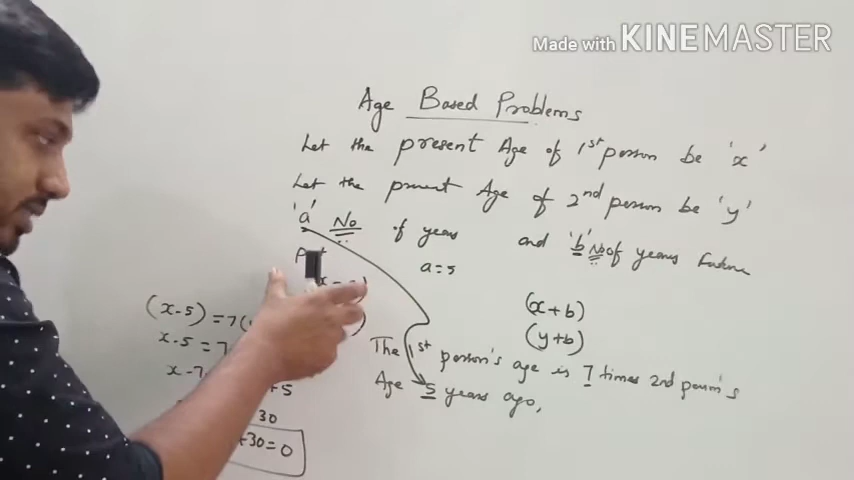 Made with KINEMASTER
Age Based Problems
Let the present Age of 1st person be 'x'
Let the present Age of 2nd person be 'y'
'a' No of years and 'b' No of years Future
a=5
(x+b)
(y+b)
(x-5) =7(
x-5 =7
x-7
+5
30
+30=0
The 1st person's age is 7 times 2nd person's
Age 5 years ago,